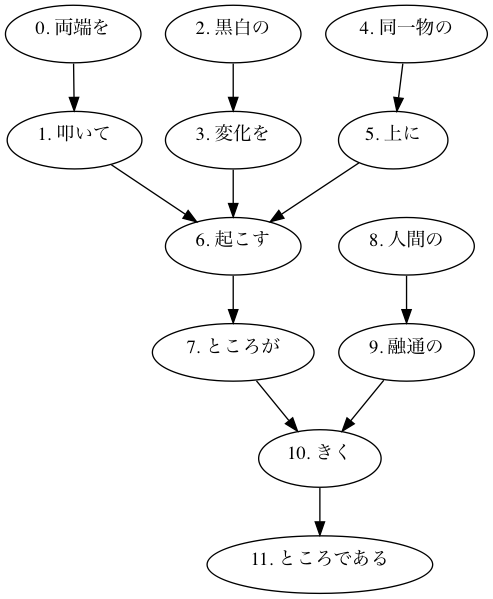 0. 両端を
2. 黒白の
4. 同一物の
1. 叩いて
3. 変化を
5. 上に
6. 起こす
8. 人間の
7. ところが
9. 融通の
10. きく
11. ところである